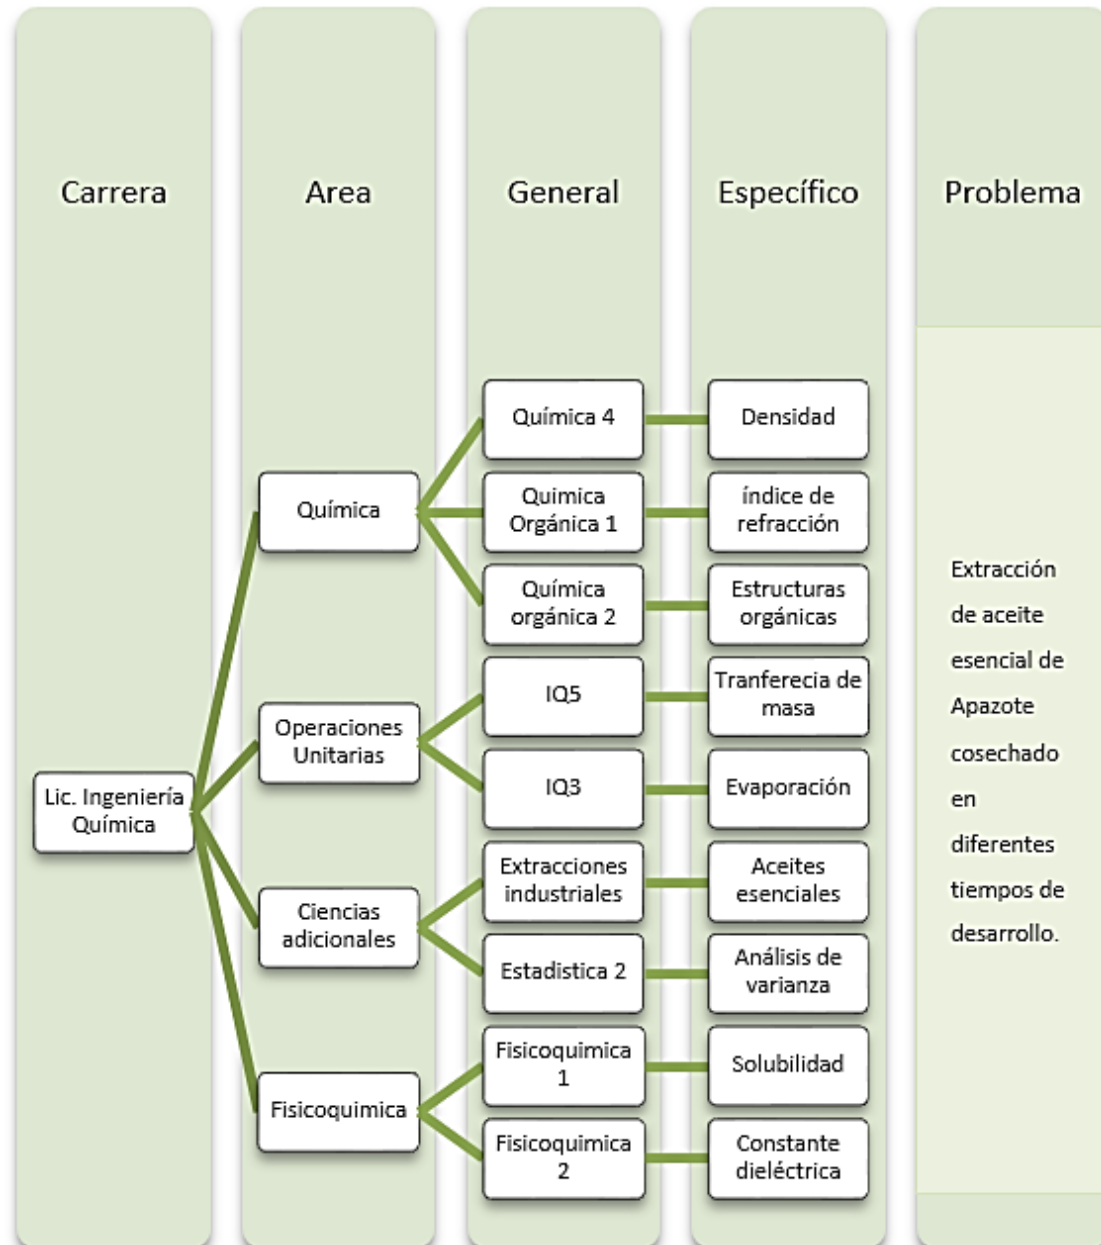 Carrera
Area
General
Específico
Problema
Lic. Ingeniería
Química
Química
Operaciones
Unitarias
Ciencias
adicionales
Fisicoquimica
Química 4
Quimica
Orgánica 1
Química
orgánica 2
IQ5
IQ3
Extracciones
industriales
Estadistica 2
Fisicoquimica
1
Fisicoquimica
2
Densidad
índice de
refracción
Estructuras
orgánicas
Tranferecia de
masa
Evaporación
Aceites
esenciales
Análisis de
varianza
Solubilidad
Constante
dieléctrica
Extracción
de aceite
esencial de
Apazote
cosechado
en
diferentes
tiempos de
desarrollo.